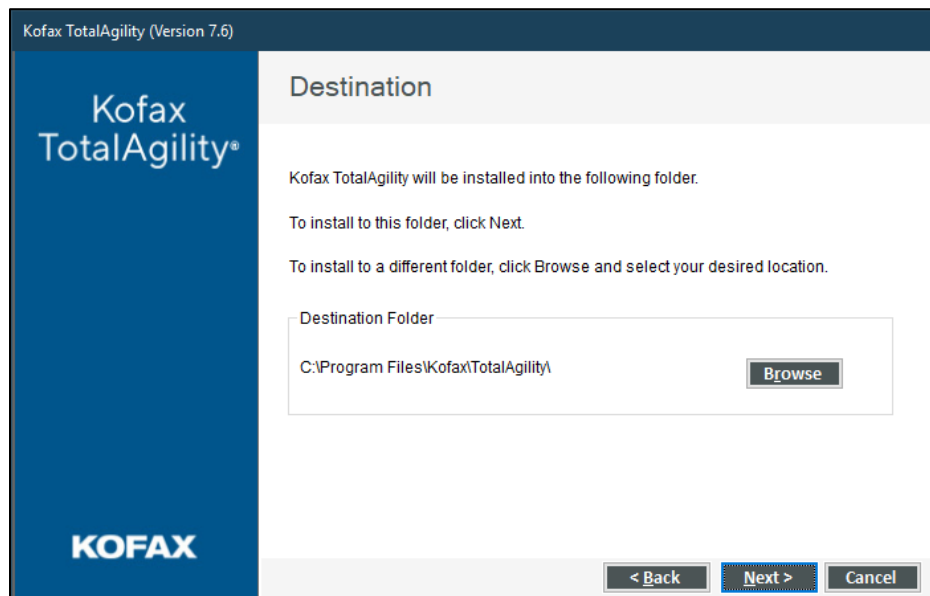 Kofax TotalAgility (Version 7.6)
Kofax
TotalAgility®
Destination
Kofax TotalAgility will be installed into the following folder.
To install to this folder, click Next.
To install to a different folder, click Browse and select your desired location.
Destination Folder
C:\Program Files\Kofax\TotalAgility\
Browse
KOFAX
< Back
Next >
Cancel